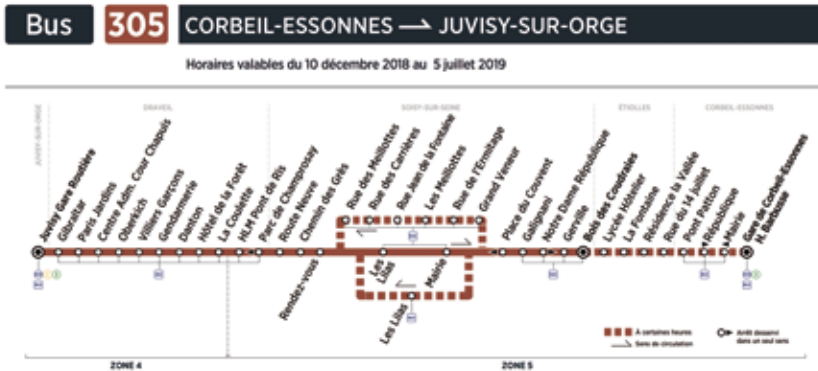 Bus 305 CORBEIL-ESSONNES → JUVISY-SUR-ORGE
Horaires valables du 10 décembre 2018 au 5 juillet 2019
JUVISY-SUR-ORGE
DRAVEIL
SOISY-SUR-SEINE
ÉTIOLLES
CORBEIL-ESSONNES
Juvisy Gare Routière
Gibraltar
Paris Jardins
Centre Adm. Cour Chapuis
Oberkich
Villiers Garçons
Gendarmerie
Danton
Hôtel de la Forêt
La Couette
HLM Pont de Ris
Parc de Champrosay
Route Neuve
Chemin des Grès
Rendez-vous
Rue des Meillottes
Rue des Carrières
Rue Jean de la Fontaine
Les Meillottes
Rue de l'Ermitage
Grand Veneur
Les Lilas
Mairie
Les Lilas
Place du Couvent
Galignani
Notre Dame République
Gerville
Bois des Coudraies
Lycée Hôtelier
La Fontaine
Résidence la Vallée
Rue du 14 juillet
Pont Patton
République
Mairie
Gare de Corbeil-Essonnes
H. Barbusse
À certaines heures
Sens de circulation
Arrêt desservi
dans un seul sens
ZONE 4
ZONE 5